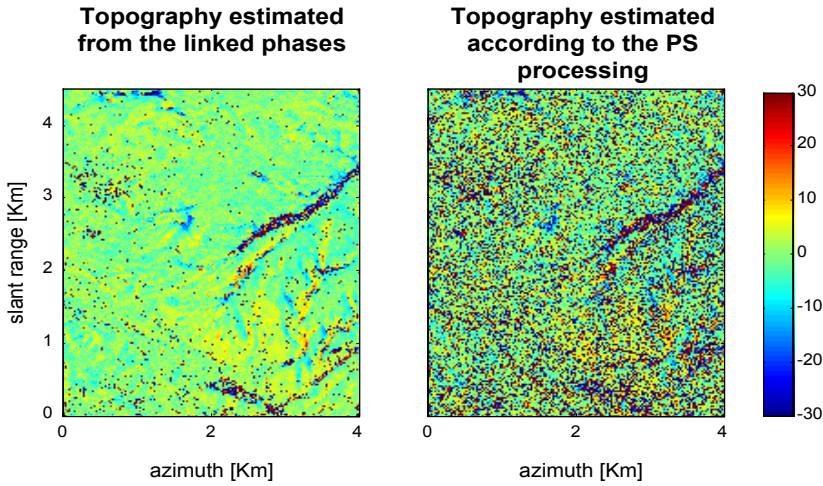 Topography estimated
from the linked phases
Topography estimated
according to the PS
processing
slant range [Km]
4
3
2
1
0
0
2
4
azimuth [Km]
0
2
4
azimuth [Km]
30
20
10
0
-10
-20
-30